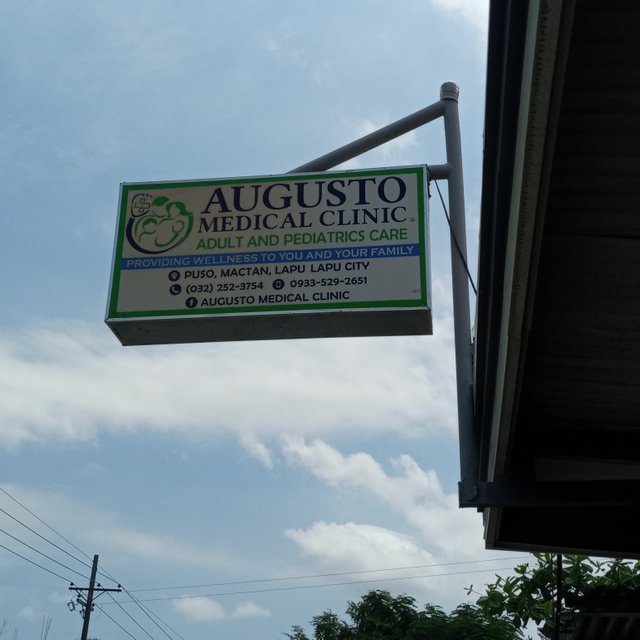 AUGUSTO
MEDICAL CLINIC
ADULT AND PEDIATRICS CARE
PROVIDING WELLNESS TO YOU AND YOUR FAMILY
PUSO, MACTAN, LAPU LAPU CITY
(032) 252-3754 0933-529-2651
AUGUSTO MEDICAL CLINIC